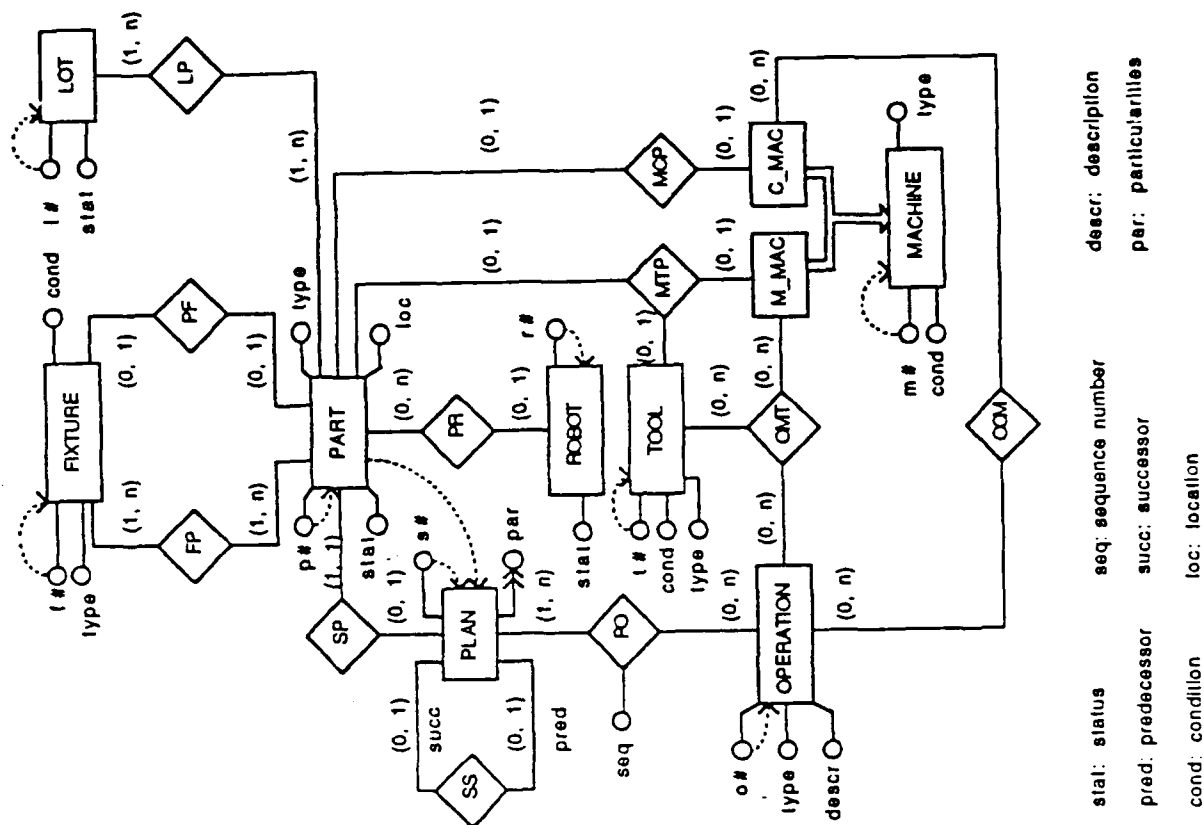 LOT
l #
stat
(1, n)
LP
(1, n)
FIXTURE
f #
type
cond
(1, n)
FP
(1, n)
(0, 1)
PF
(0, 1)
PART
p#
stat
type
loc
(1, 1)
SP
(0, 1)
PLAN
s#
par
(0, 1)
succ
SS
(0, 1)
pred
(1, n)
PO
seq
(0, n)
(0, n)
PR
(0, 1)
ROBOT
r #
stat
TOOL
t #
cond
type
(0, 1)
(0, n)
(0, 1)
MTP
(0, 1)
(0, 1)
MCP
(0, 1)
M_MAC
C_MAC
(0, n)
(0, n)
OMT
(0, n)
OPERATION
o#
type
descr
(0, n)
OCM
MACHINE
m #
cond
type
stat: status
pred: predecessor
cond: condition
seq: sequence number
succ: successor
loc: location
descr: description
par: particularities